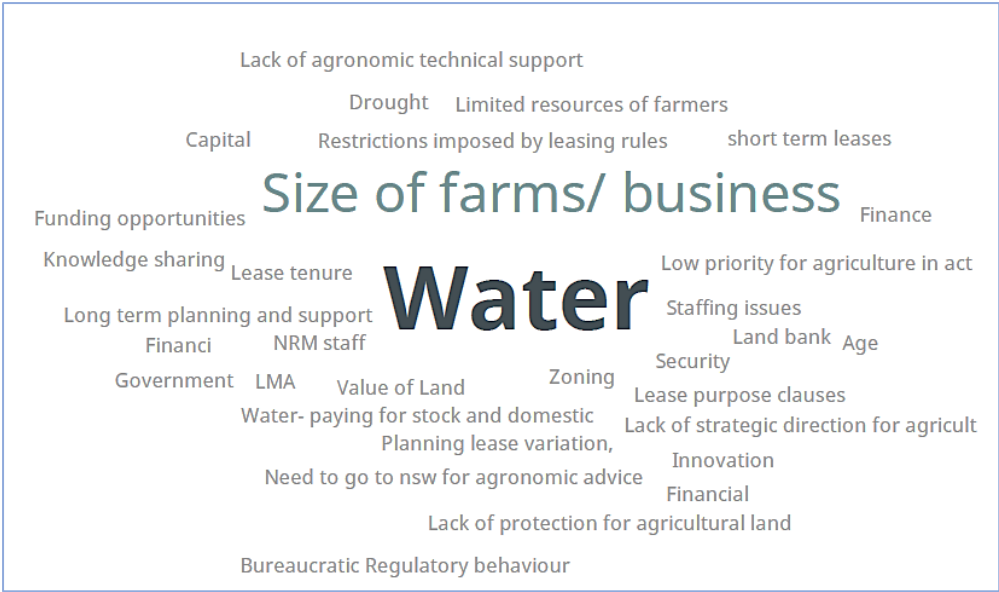 Lack of agronomic technical support
Drought
Limited resources of farmers
Capital
Restrictions imposed by leasing rules
short term leases
Size of farms/ business
Funding opportunities
Finance
Knowledge sharing
Lease tenure
Water
Low priority for agriculture in act
Long term planning and support
Staffing issues
Financi
NRM staff
Land bank
Age
Security
Government
LMA
Value of Land
Zoning
Lease purpose clauses
Water- paying for stock and domestic
Lack of strategic direction for agricult
Planning lease variation,
Innovation
Need to go to nsw for agronomic advice
Financial
Lack of protection for agricultural land
Bureaucratic Regulatory behaviour